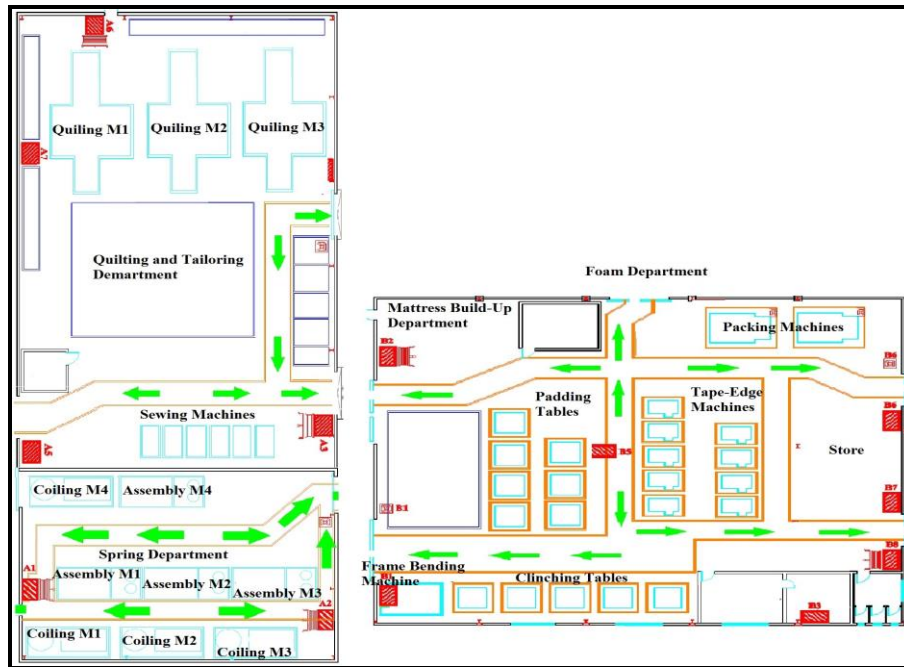 A6
Quiling M1
Quiling M2
Quiling M3
A7
Quilting and Tailoring
Demartment
Sewing Machines
A5
A3
Coiling M4
Assembly M4
Spring Department
A1
Assembly M1
Assembly M2
Assembly M3
A2
Coiling M1
Coiling M2
Coiling M3
Foam Department
Mattress Build-Up
Department
B2
Packing Machines
B6
Padding
Tables
Tape-Edge
Machines
B5
B6
Store
B1
B7
Frame Bending
Machine
Clinching Tables
B3